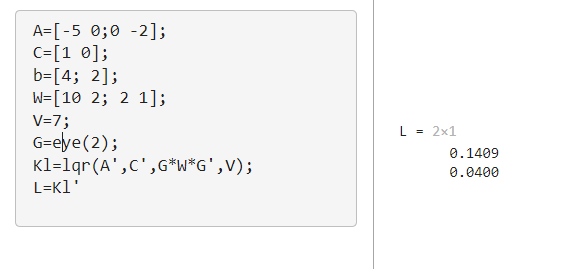 A=[-5 0;0 -2];
C=[1 0];
b=[4; 2];
W=[10 2; 2 1];
V=7;
G=eye(2);
Kl=lqr(A',C',G*W*G',V);
L=Kl'
L = 2×1
0.1409
0.0400